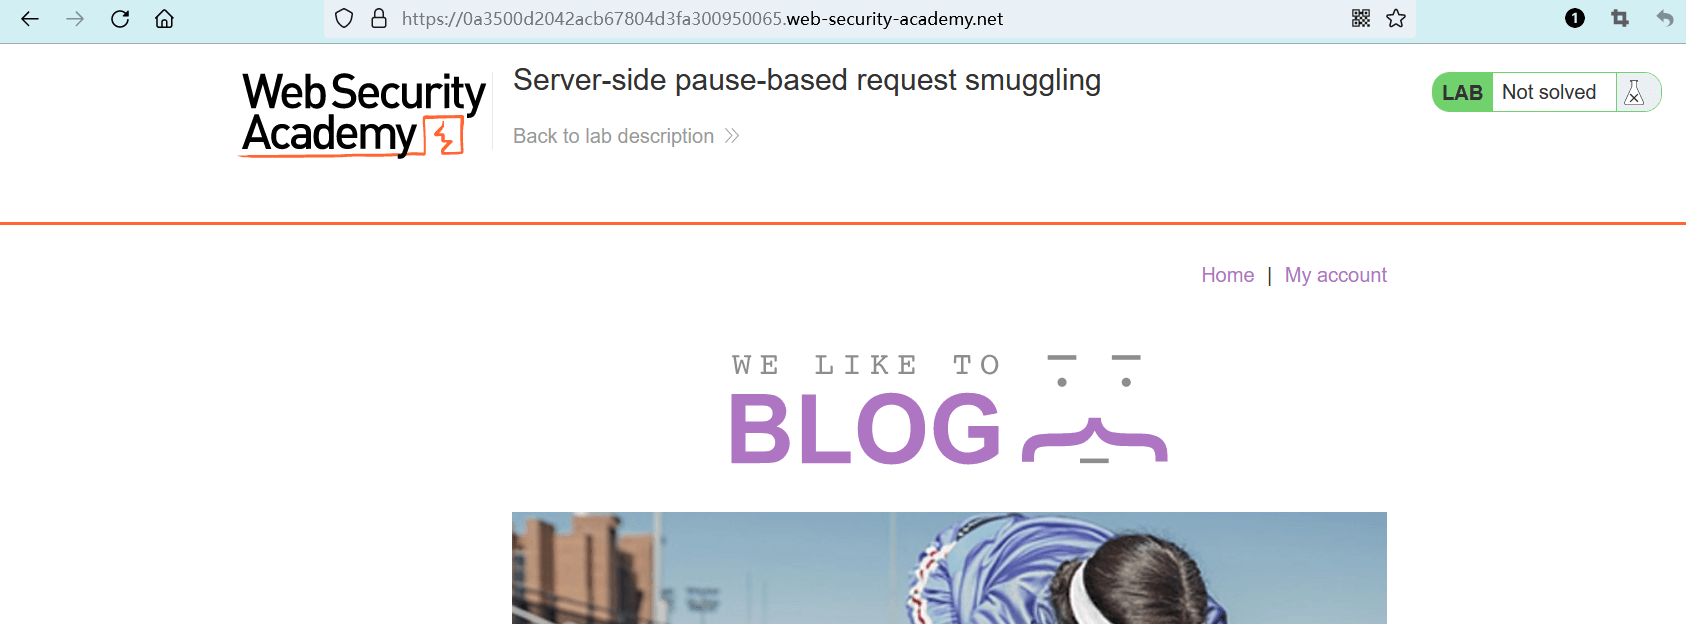 https://0a3500d2042acb67804d3fa300950065.web-security-academy.net
1
Web Security
Academy
Server-side pause-based request smuggling
Back to lab description
LAB Not solved
Home | My account
WE LIKE TO
BLOG